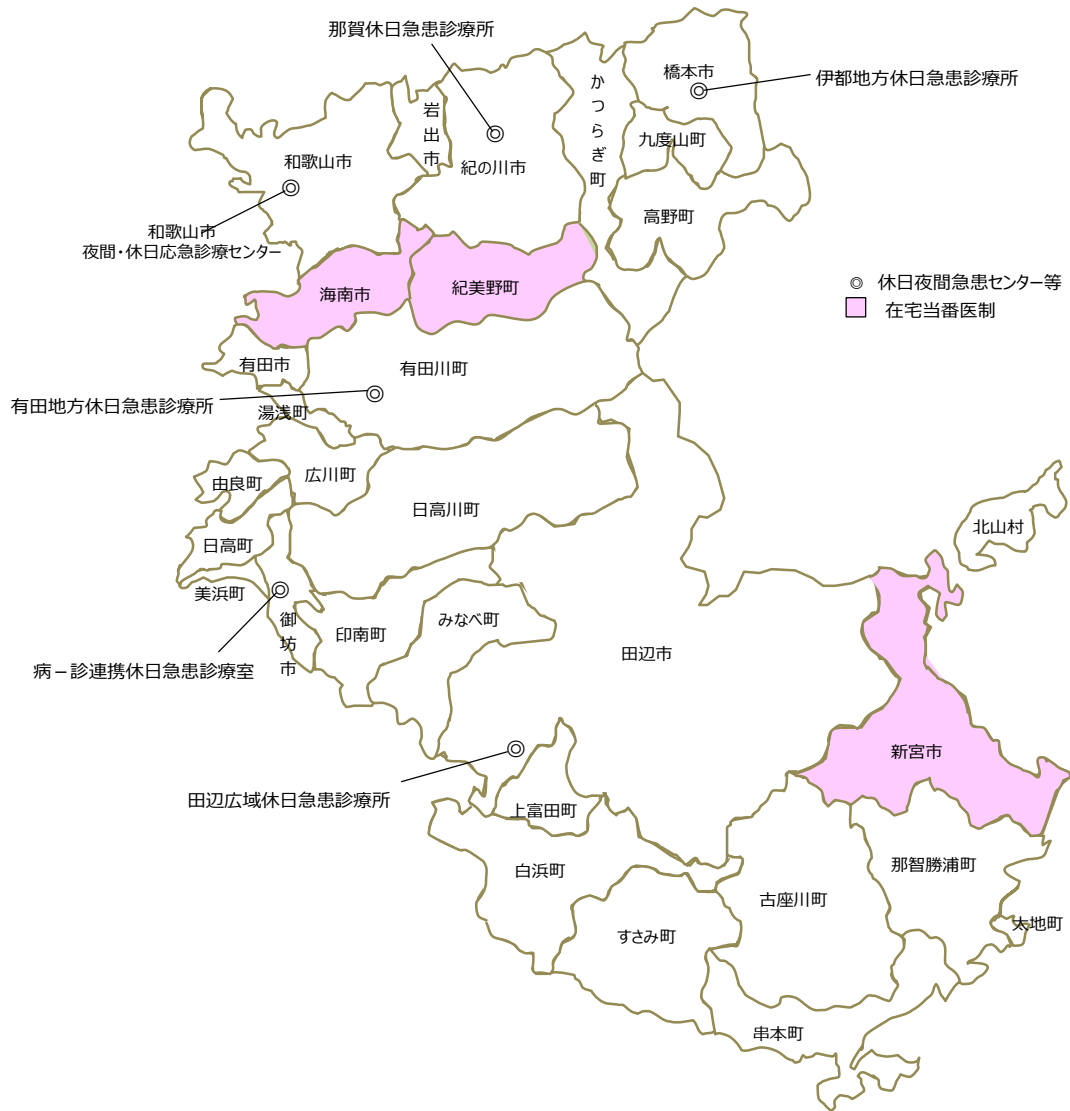 那賀休日急患診療所
橋本市
伊都地方休日急患診療所
かつらぎ町
岩出市
九度山町
和歌山市
紀の川市
高野町
和歌山市
夜間・休日応急診療センター
◎ 休日夜間急患センター等
海南市
紀美野町
在宅当番医制
有田市
有田川町
有田地方休日急患診療所
湯浅町
広川町
由良町
日高川町
北山村
日高町
美浜町
御坊市
印南町
みなべ町
田辺市
病－診連携休日急患診療室
新宮市
田辺広域休日急患診療所
上富田町
白浜町
那智勝浦町
古座川町
太地町
すさみ町
串本町